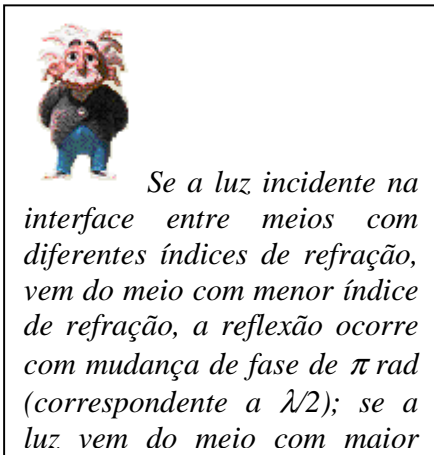 Se a luz incidente na
interface entre meios com
diferentes índices de refração,
vem do meio com menor índice
de refração, a reflexão ocorre
com mudança de fase de π rad
(correspondente a λ/2); se a
luz vem do meio com maior